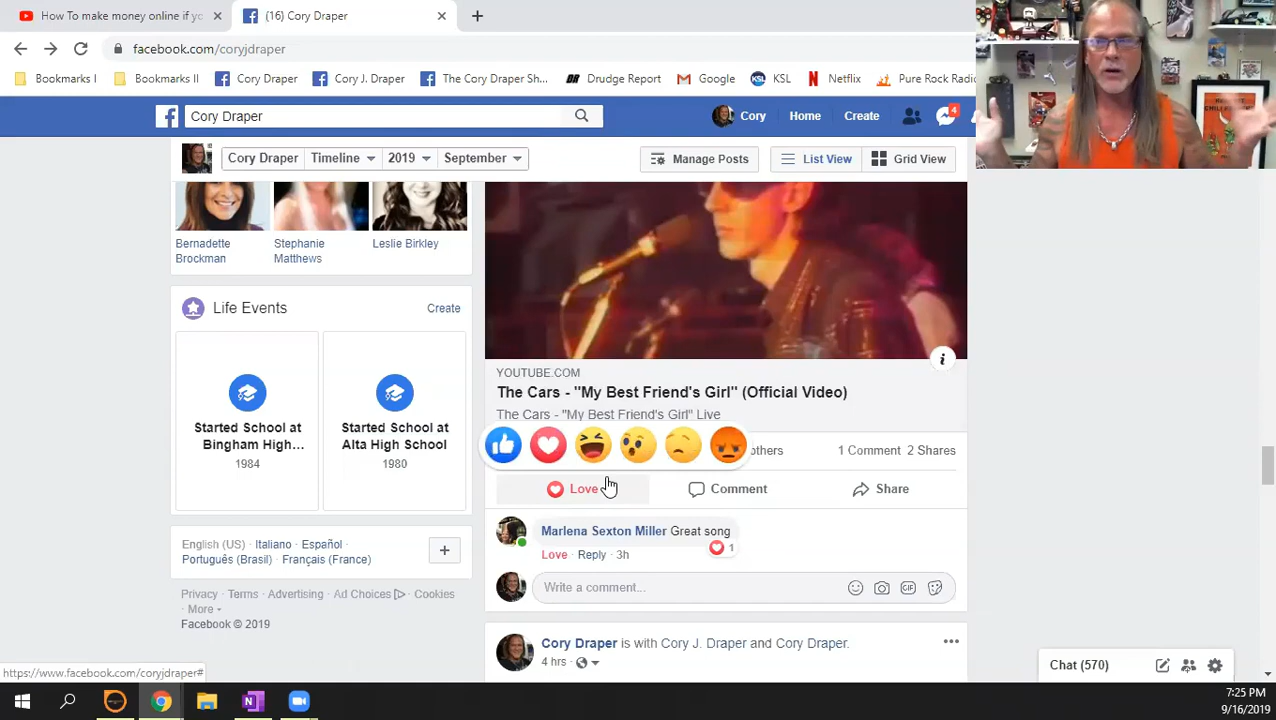 How To make money online if yo
(16) Cory Draper
facebook.com/coryjdraper
Bookmarks I
Bookmarks II
Cory Draper
Cory J. Draper
The Cory Draper Sh...
Drudge Report
Google
KSL
KSL
Netflix
Pure Rock Radio
Cory Draper
Cory
Home
Create
4
Cory Draper
Timeline
2019
September
Manage Posts
List View
Grid View
Bernadette
Brockman
Stephanie
Matthews
Leslie Birkley
Life Events
Create
Started School at
Bingham High...
1984
Started School at
Alta High School
1980
English (US) · Italiano · Español ·
Português (Brasil) · Français (France)
Privacy · Terms · Advertising · Ad Choices · Cookies
· More
Facebook © 2019
YOUTUBE.COM
The Cars - "My Best Friend's Girl" (Official Video)
The Cars - "My Best Friend's Girl" Live
others
1 Comment 2 Shares
Love
Comment
Share
Marlena Sexton Miller Great song
1
Love · Reply · 3h
Write a comment...
GIF
Cory Draper is with Cory J. Draper and Cory Draper.
4 hrs ·
Chat (570)
https://www.facebook.com/coryjdraper#
7:25 PM
9/16/2019